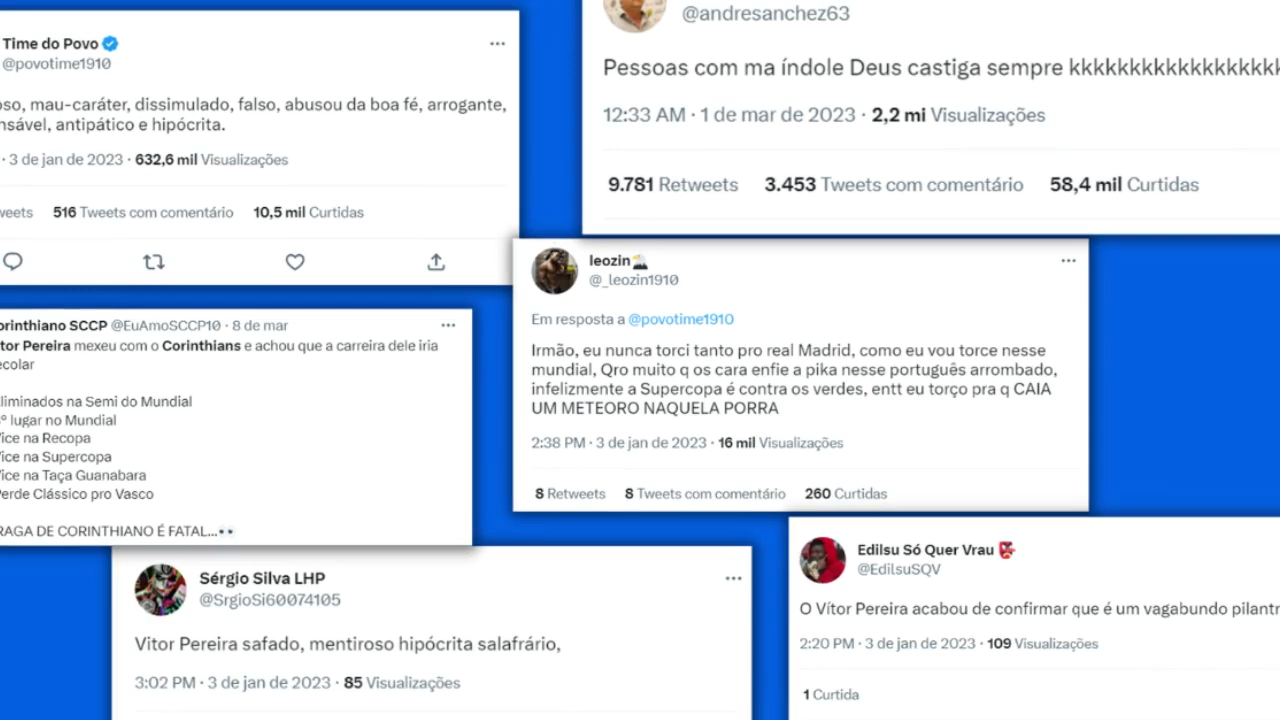 Time do Povo
@povotime1910
oso, mau-caráter, dissimulado, falso, abusou da boa fé, arrogante,
nsável, antipático e hipócrita.
· 3 de jan de 2023 · 632,6 mil Visualizações
weets 516 Tweets com comentário 10,5 mil Curtidas
@andresanchez63
Pessoas com ma índole Deus castiga sempre kkkkkkkkkkkkkkkkkk
12:33 AM · 1 de mar de 2023 · 2,2 mi Visualizações
9.781 Retweets 3.453 Tweets com comentário 58,4 mil Curtidas
leozin
@_leozin1910
Em resposta a @povotime1910
Irmão, eu nunca torci tanto pro real Madrid, como eu vou torce nesse
mundial, Qro muito q os cara enfie a pika nesse português arrombado,
infelizmente a Supercopa é contra os verdes, entt eu torço pra q CAIA
UM METEORO NAQUELA PORRA
2:38 PM · 3 de jan de 2023 · 16 mil Visualizações
8 Retweets 8 Tweets com comentário 260 Curtidas
orinthiano SCCP @EuAmoSCCP10 · 8 de mar
tor Pereira mexeu com o Corinthians e achou que a carreira dele iria
ecolar
liminados na Semi do Mundial
º lugar no Mundial
Vice na Recopa
Vice na Supercopa
Vice na Taça Guanabara
Perde Clássico pro Vasco
RAGA DE CORINTHIANO É FATAL...
Sérgio Silva LHP
@SrgioSi60074105
Vitor Pereira safado, mentiroso hipócrita salafrário,
3:02 PM · 3 de jan de 2023 · 85 Visualizações
Edilsu Só Quer Vrau
@EdilsuSQV
O Vítor Pereira acabou de confirmar que é um vagabundo pilant
2:20 PM · 3 de jan de 2023 · 109 Visualizações
1 Curtida